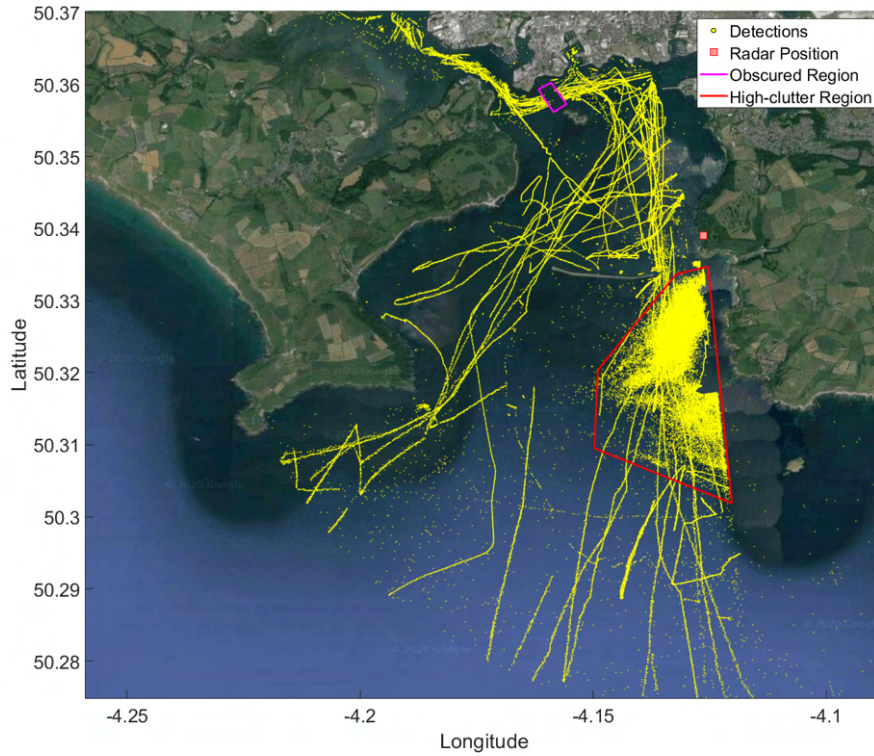 50.37
50.36
50.35
50.34
50.33
50.32
50.31
50.3
50.29
50.28
Latitude
Detections
Radar Position
Obscured Region
High-clutter Region
© 2020 Google
© 2020 Google
© 2020 Google
© 2020 Google
-4.25
-4.2
-4.15
-4.1
Longitude